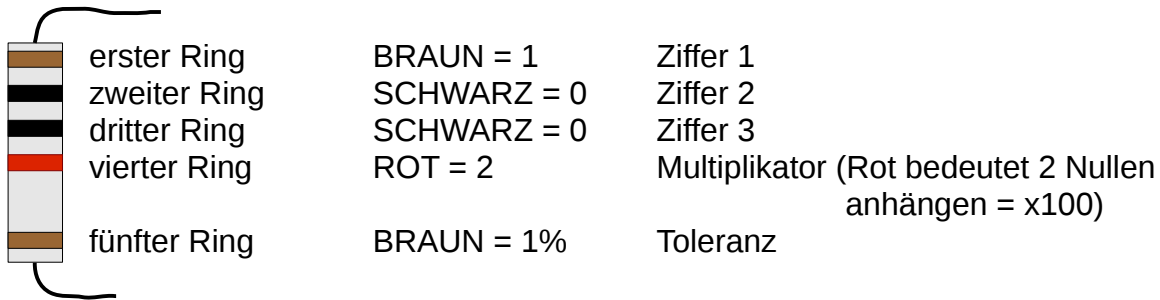 erster Ring BRAUN = 1 Ziffer 1
zweiter Ring SCHWARZ = 0 Ziffer 2
dritter Ring SCHWARZ = 0 Ziffer 3
vierter Ring ROT = 2 Multiplikator (Rot bedeutet 2 Nullen
anhängen = x100)
fünfter Ring BRAUN = 1% Toleranz